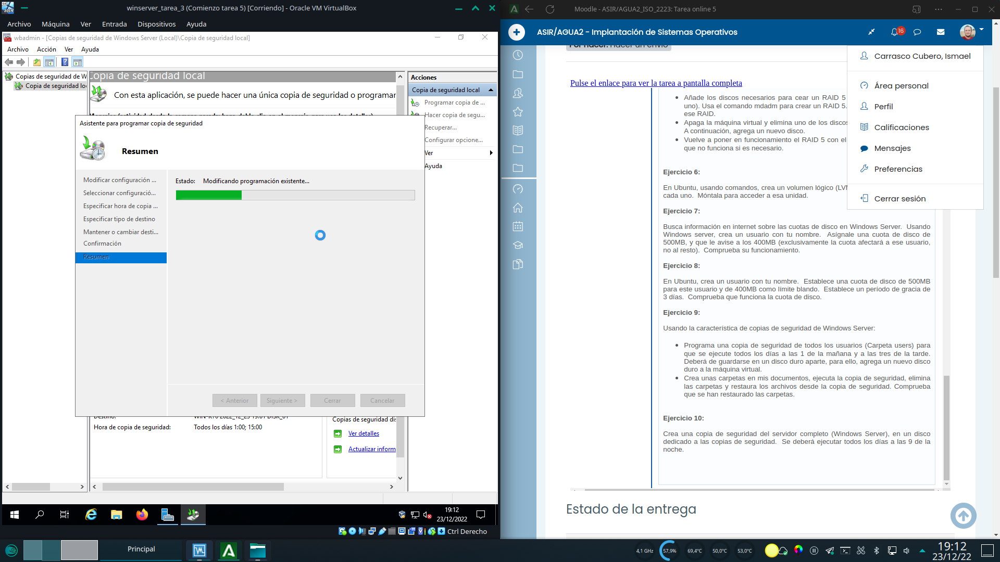 winserver_tarea_3 (Comienzo tarea 5) [Corriendo] - Oracle VM VirtualBox
Archivo Máquina Ver Entrada Dispositivos Ayuda
wbadmin - [Copias de seguridad de Windows Server (Local)\Copia de seguridad local]
Archivo Acción Ver Ayuda
Copias de seguridad de W
Copia de seguridad lo
Copia de seguridad local
Con esta aplicación, se puede hacer una única copia de seguridad o programar
Acciones
Copia de seguridad local
Programar copia de ...
Hacer copia de segu...
Recuperar...
Configurar opcione...
Ver
Ayuda
Asistente para programar copia de seguridad
Resumen
Modificar configuración ...
Seleccionar configuració...
Especificar hora de copia ...
Especificar tipo de destino
Mantener o cambiar desti...
Confirmación
Resumen
Estado: Modificando programación existente...
< Anterior
Siguiente >
Cerrar
Cancelar
Destino: WIN-R70 2022_12_23 19:01 DISK_01
Hora de copia de seguridad: Todos los días 1:00; 15:00
Copias de seguridad dis
Ver detalles
Actualizar inform
19:12
23/12/2022
Ctrl Derecho
Moodle - ASIR/AGUA2_ISO_2223: Tarea online 5
ASIR/AGUA2 - Implantación de Sistemas Operativos
16
Por hacer: Hacer un envío
Carrasco Cubero, Ismael
Área personal
Perfil
Calificaciones
Mensajes
Preferencias
Cerrar sesión
Pulse el enlace para ver la tarea a pantalla completa
Añade los discos necesarios para cear un RAID 5
uno). Usa el comando mdadm para crear un RAID 5.
ese RAID.
Apaga la máquina virtual y elimina uno de los discos
A continuación, agrega un nuevo disco.
Vuelve a poner en funcionamiento el RAID 5 con el
que no funciona si es necesario.
Ejercicio 6:
En Ubuntu, usando comandos, crea un volumen lógico (LVM
cada uno. Móntala para acceder a esa unidad.
Ejercicio 7:
Busca información en internet sobre las cuotas de disco en Windows Server. Usando
Windows server, crea un usuario con tu nombre. Asígnale una cuota de disco de
500MB, y que le avise a los 400MB (exclusivamente la cuota afectará a ese usuario,
no al resto). Comprueba su funcionamiento.
Ejercicio 8:
En Ubuntu, crea un usuario con tu nombre. Establece una cuota de disco de 500MB
para este usuario y de 400MB como límite blando. Establece un período de gracia de
3 días. Comprueba que funciona la cuota de disco.
Ejercicio 9:
Usando la característica de copias de seguridad de Windows Server:
Programa una copia de seguridad de todos los usuarios (Carpeta users) para
que se ejecute todos los días a las 1 de la mañana y a las tres de la tarde.
Deberá de guardarse en un disco duro aparte, para ello, agrega un nuevo disco
duro a la máquina virtual.
Crea unas carpetas en mis documentos, ejecuta la copia de seguridad, elimina
las carpetas y restaura los archivos desde la copia de seguridad. Comprueba
que se han restaurado las carpetas.
Ejercicio 10:
Crea una copia de seguridad del servidor completo (Windows Server), en un disco
dedicado a las copias de seguridad. Se deberá ejecutar todos los días a las 9 de la
noche.
Estado de la entrega
Principal
4,1 GHz
57,9%
69,4°C
50,0°C
53,0°C
19:12
23/12/22